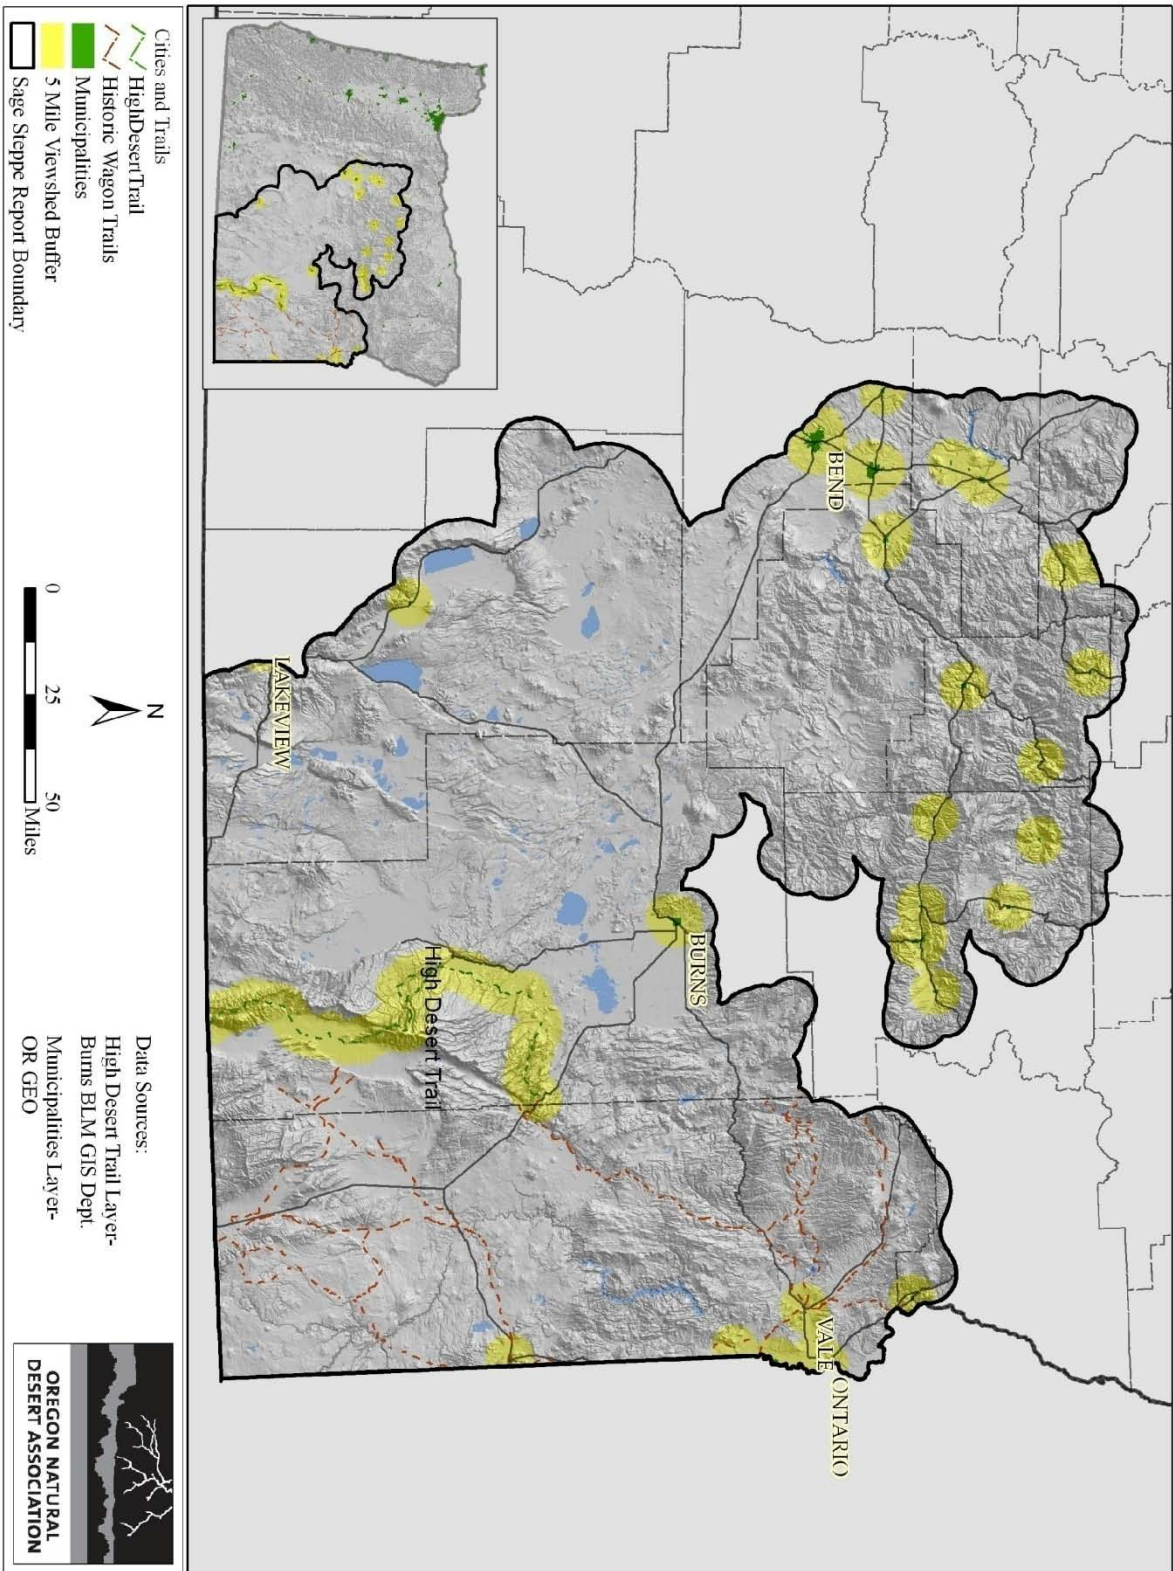 BEND
LAKEVIEW
BURNS
High Desert Trail
VALE
ONTARIO
Cities and Trails
HighDesertTrail
Historic Wagon Trails
Municipalities
5 Mile Viewshed Buffer
Sage Steppe Report Boundary
N
0 25 50
Miles
Data Sources:
High Desert Trail Layer-
Burns BLM GIS Dept.
Municipalities Layer-
OR GEO
OREGON NATURAL
DESERT ASSOCIATION